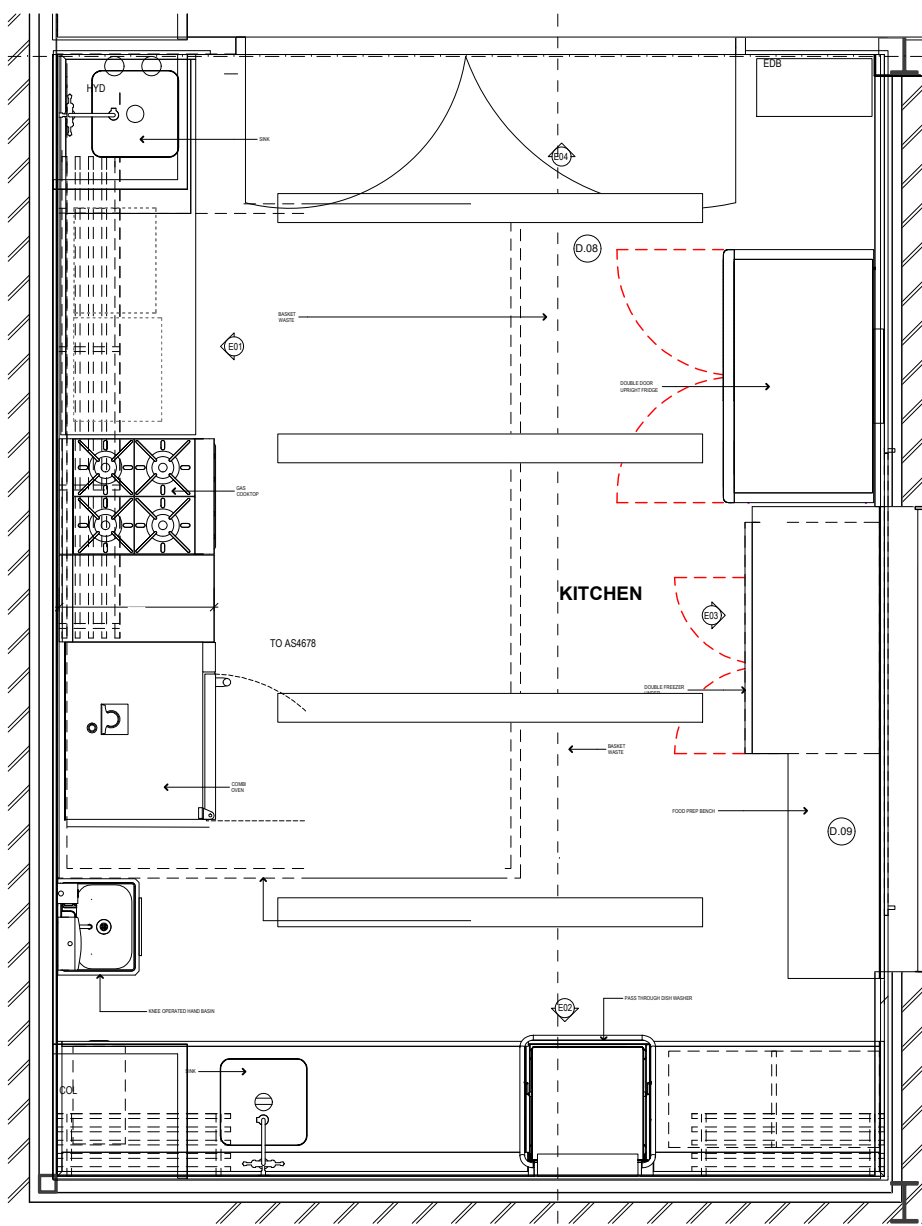 EDB
HYD
SINK
E04
D.08
BASKET
WASTE
E01
DOUBLE DOOR
UPRIGHT FRIDGE
GAS
COOKTOP
KITCHEN
E03
TO AS4678
DOUBLE FREEZER
UNDER
BASKET
WASTE
COMBI
OVEN
FOOD PREP BENCH
D.09
PASS THROUGH DISH WASHER
E02
KNEE OPERATED HAND BASIN
SINK
COL